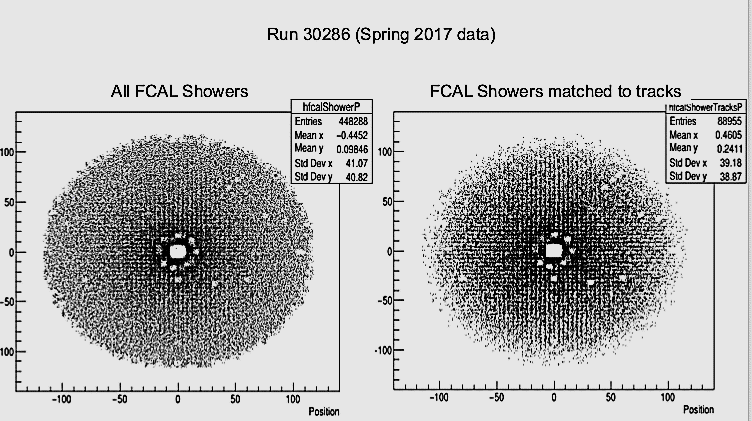 Run 30286 (Spring 2017 data)
All FCAL Showers
hfcalShowerP
Entries 448288
Mean x -0.4452
Mean y 0.09846
Std Dev x 41.07
Std Dev y 40.82
100
50
0
-50
100
-100 -50 0 50 100
Position
FCAL Showers matched to tracks
hfcalShowerTracksP
Entries 88955
Mean x 0.4605
Mean y 0.2411
Std Dev x 39.18
Std Dev y 38.87
100
50
0
-50
-100
-100 -50 0 50 100
Position